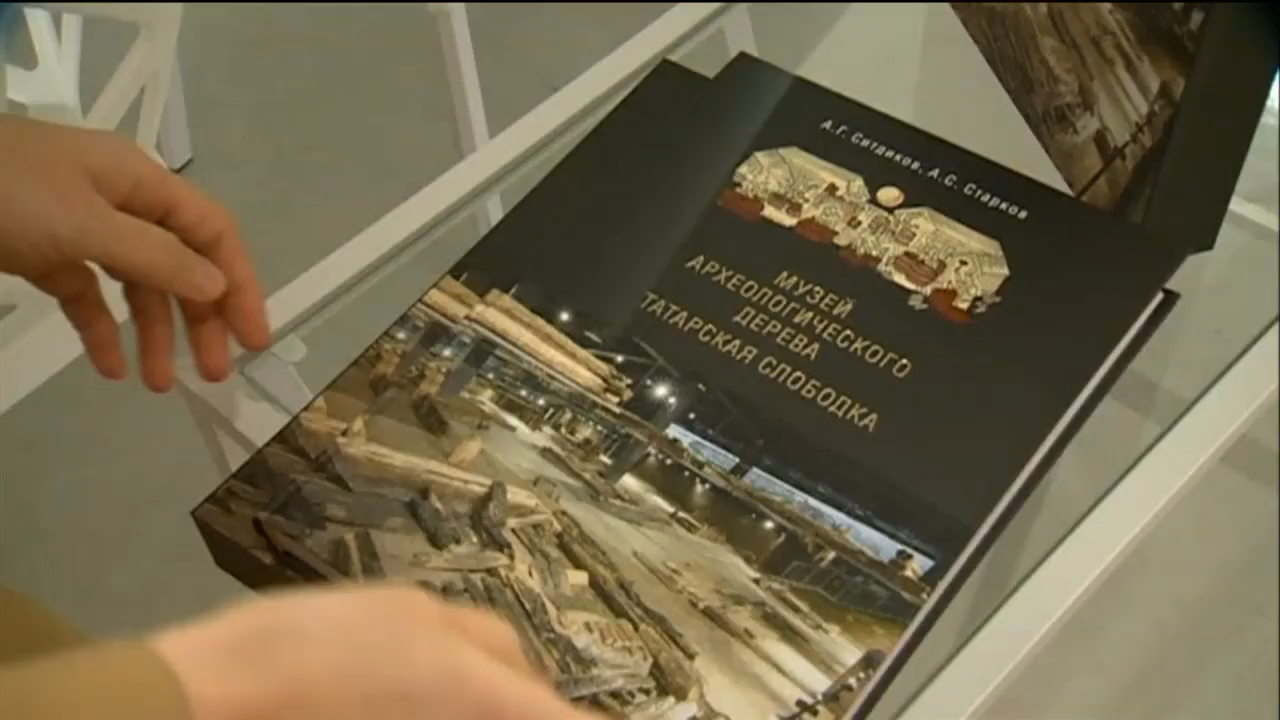 А.Г. Ситдиков, А.С. Старков
МУЗЕЙ
АРХЕОЛОГИЧЕСКОГО
ДЕРЕВА
ТАТАРСКАЯ СЛОБОДКА